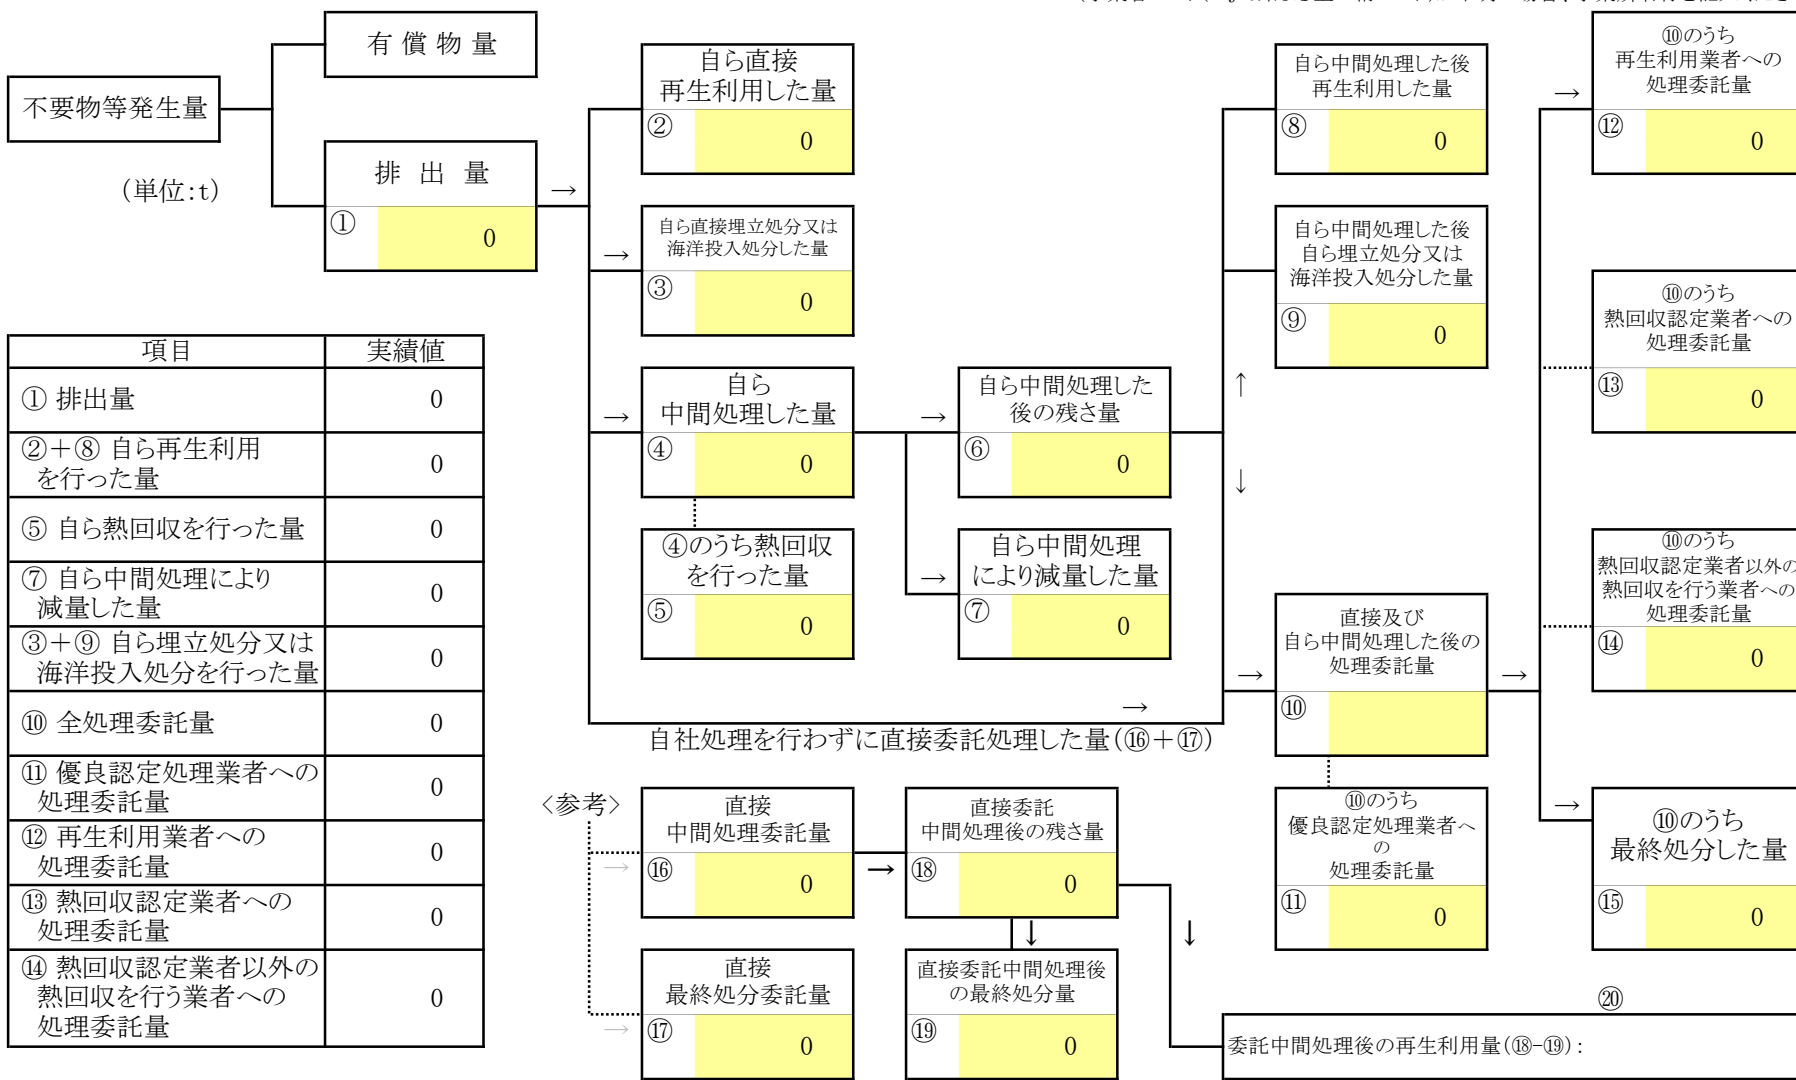 有 償 物 量
不要物等発生量
(単位:t)
排 出 量
① 0
自ら直接
再生利用した量
② 0
自ら直接埋立処分又は
海洋投入処分した量
③ 0
自ら
中間処理した量
④ 0
④のうち熱回収
を行った量
⑤ 0
自ら中間処理した
後の残さ量
⑥ 0
自ら中間処理
により減量した量
⑦ 0
自ら中間処理した後
再生利用した量
⑧ 0
自ら中間処理した後
自ら埋立処分又は
海洋投入処分した量
⑨ 0
直接及び
自ら中間処理した後の
処理委託量
⑩
⑩のうち
優良認定処理業者へ
の
処理委託量
⑪ 0
⑩のうち
再生利用業者への
処理委託量
⑫ 0
⑩のうち
熱回収認定業者への
処理委託量
⑬ 0
⑩のうち
熱回収認定業者以外の
熱回収を行う業者への
処理委託量
⑭ 0
⑩のうち
最終処分した量
⑮ 0
自社処理を行わずに直接委託処理した量(⑯+⑰)
<参考>
直接
中間処理委託量
⑯ 0
直接
最終処分委託量
⑰ 0
直接委託
中間処理後の残さ量
⑱ 0
直接委託中間処理後
の最終処分量
⑲ 0
⑳
委託中間処理後の再生利用量(⑱-⑲):
項目 実績値
① 排出量 0
②+⑧ 自ら再生利用
を行った量 0
⑤ 自ら熱回収を行った量 0
⑦ 自ら中間処理により
減量した量 0
③+⑨ 自ら埋立処分又は
海洋投入処分を行った量 0
⑩ 全処理委託量 0
⑪ 優良認定処理業者への
処理委託量 0
⑫ 再生利用業者への
処理委託量 0
⑬ 熱回収認定業者への
処理委託量 0
⑭ 熱回収認定業者以外の
熱回収を行う業者への
処理委託量 0